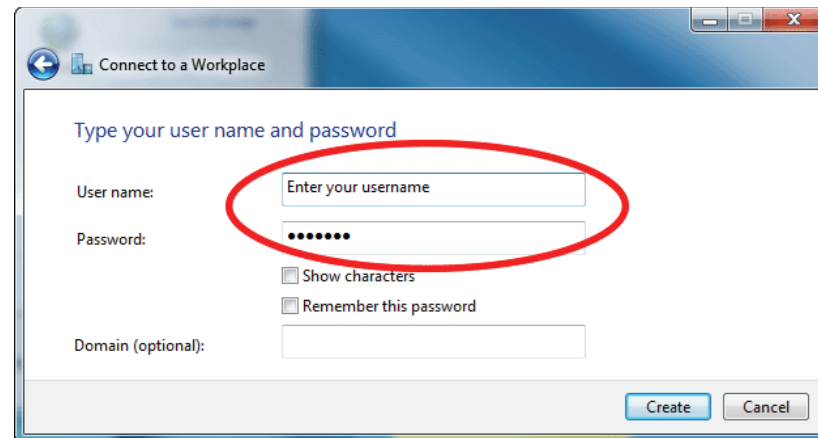 Connect to a Workplace
Type your user name and password
User name:
Enter your username
Password:
•••••••
Show characters
Remember this password
Domain (optional):
Create
Cancel